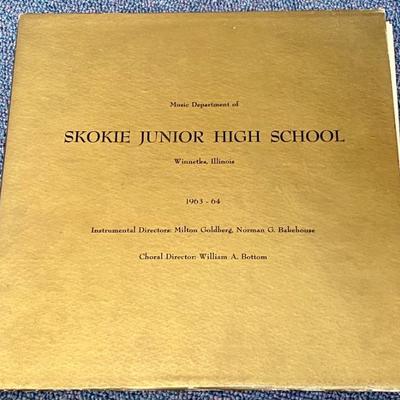 Music Department of
SKOKIE JUNIOR HIGH SCHOOL
Winnetka, Illinois
1963 - 64
Instrumental Directors: Milton Goldberg, Norman G. Bakehouse
Choral Director: William A. Bottom